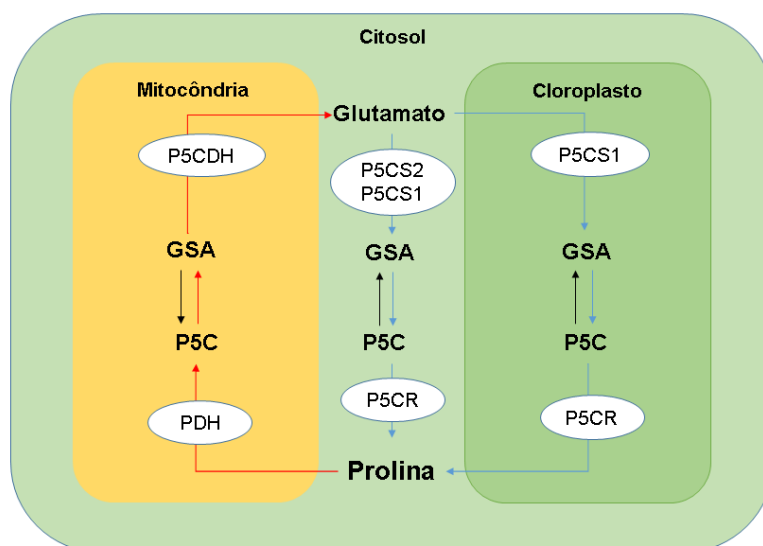 Citosol
Mitocôndria
Cloroplasto
Glutamato
P5CDH
P5CS2
P5CS1
P5CS1
GSA
GSA
GSA
P5C
P5C
P5C
PDH
P5CR
P5CR
Prolina